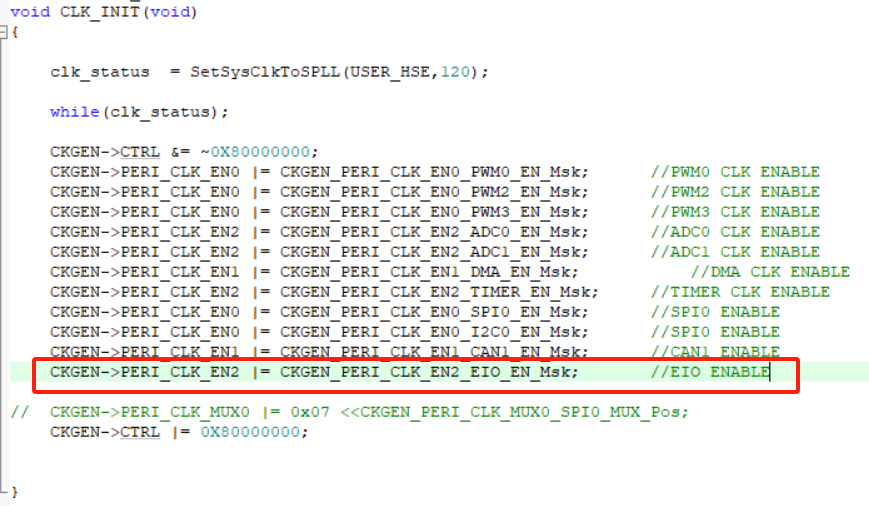 void CLK_INIT(void)
{
clk_status  = SetSysClkToSPLL(USER_HSE,120);
while(clk_status);
CKGEN->CTRL &= ~0X80000000;
CKGEN->PERI_CLK_EN0 |= CKGEN_PERI_CLK_EN0_PWM0_EN_Msk;      //PWM0 CLK ENABLE
CKGEN->PERI_CLK_EN0 |= CKGEN_PERI_CLK_EN0_PWM2_EN_Msk;      //PWM2 CLK ENABLE
CKGEN->PERI_CLK_EN0 |= CKGEN_PERI_CLK_EN0_PWM3_EN_Msk;      //PWM3 CLK ENABLE
CKGEN->PERI_CLK_EN2 |= CKGEN_PERI_CLK_EN2_ADC0_EN_Msk;      //ADC0 CLK ENABLE
CKGEN->PERI_CLK_EN2 |= CKGEN_PERI_CLK_EN2_ADC1_EN_Msk;      //ADC1 CLK ENABLE
CKGEN->PERI_CLK_EN1 |= CKGEN_PERI_CLK_EN1_DMA_EN_Msk;           //DMA CLK ENABLE
CKGEN->PERI_CLK_EN2 |= CKGEN_PERI_CLK_EN2_TIMER_EN_Msk;     //TIMER CLK ENABLE
CKGEN->PERI_CLK_EN0 |= CKGEN_PERI_CLK_EN0_SPI0_EN_Msk;      //SPI0 ENABLE
CKGEN->PERI_CLK_EN0 |= CKGEN_PERI_CLK_EN0_I2C0_EN_Msk;      //SPI0 ENABLE
CKGEN->PERI_CLK_EN1 |= CKGEN_PERI_CLK_EN1_CAN1_EN_Msk;      //CAN1 ENABLE
CKGEN->PERI_CLK_EN2 |= CKGEN_PERI_CLK_EN2_EIO_EN_Msk;       //EIO ENABLE
//  CKGEN->PERI_CLK_MUX0 |= 0x07 <<CKGEN_PERI_CLK_MUX0_SPI0_MUX_Pos;
CKGEN->CTRL |= 0X80000000;
}